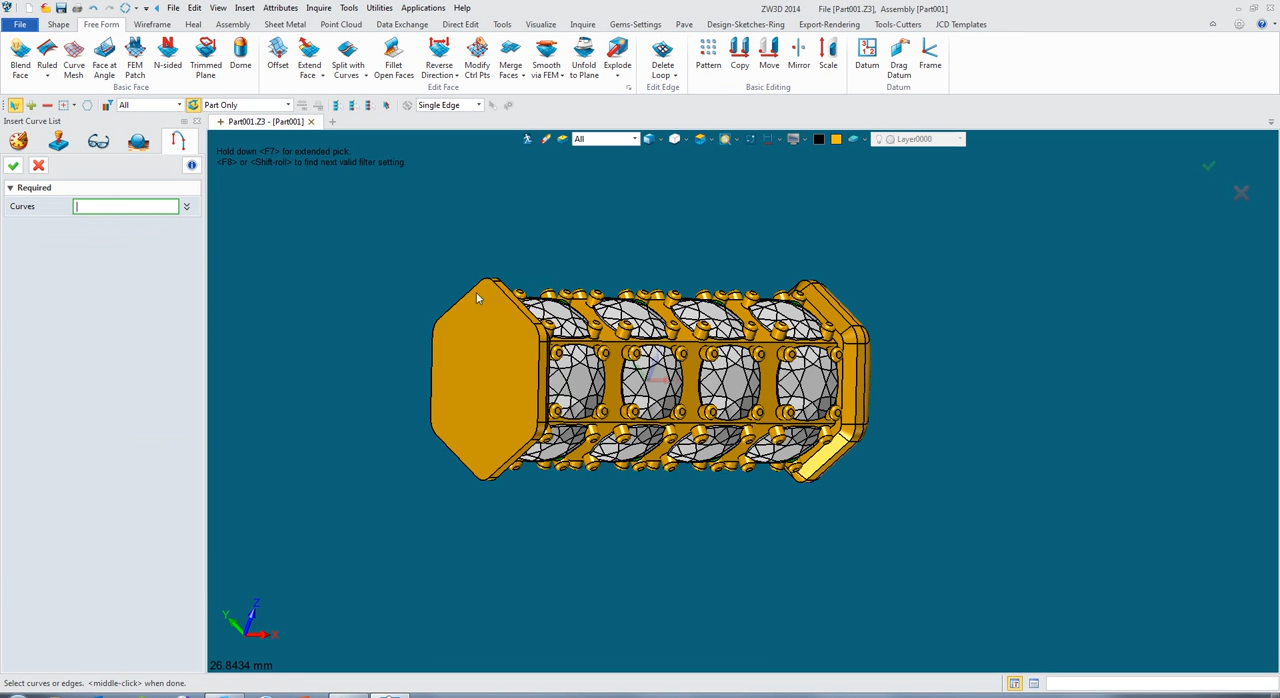 File Edit View Insert Attributes Inquire Tools Utilities Applications Help
ZW3D 2014 File [Part001.Z3], Assembly [Part001]
File Shape Free Form Wireframe Heal Assembly Sheet Metal Point Cloud Data Exchange Direct Edit Tools Visualize Inquire Gems-Settings Pave Design-Sketches-Ring Export-Rendering Tools-Cutters JCD Templates
Blend Face Ruled Curve Mesh Face at Angle FEM Patch N-sided Trimmed Plane Dome Offset Extend Face Split with Curves Fillet Open Faces Reverse Direction Modify Ctrl Pts Merge Faces Smooth via FEM Unfold to Plane Explode Delete Loop Pattern Copy Move Mirror Scale Datum Drag Datum Frame
Basic Face Edit Face Edit Edge Basic Editing Datum
All Part Only Single Edge
Insert Curve List
Part001.Z3 - [Part001]
All Layer0000
Hold down <F7> for extended pick.
<F8> or <Shift-roll> to find next valid filter setting.
Required
Curves
Z
Y
X
26.8434 mm
Select curves or edges. <middle-click> when done.